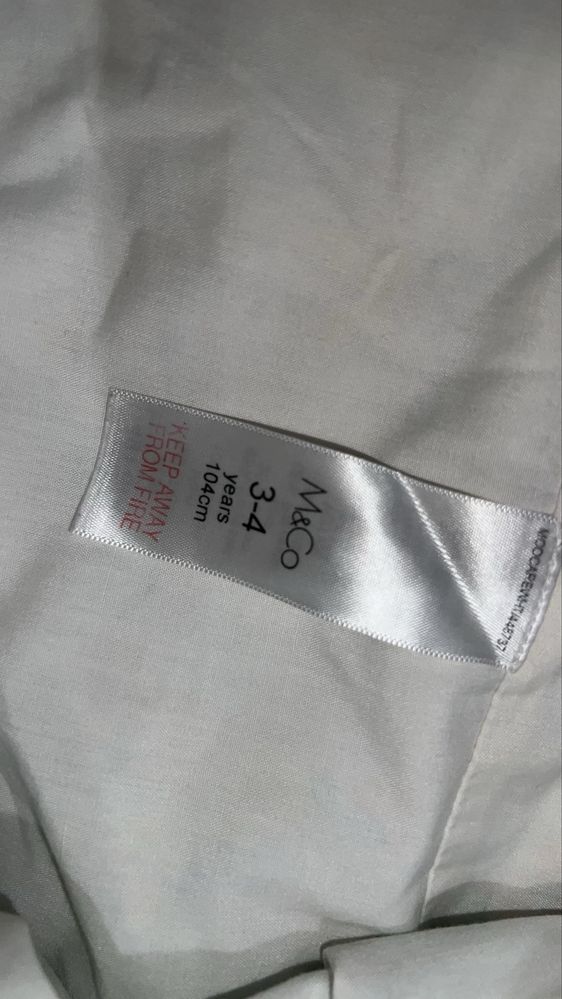 M&Co
3-4
years
104cm
KEEP AWAY
FROM FIRE